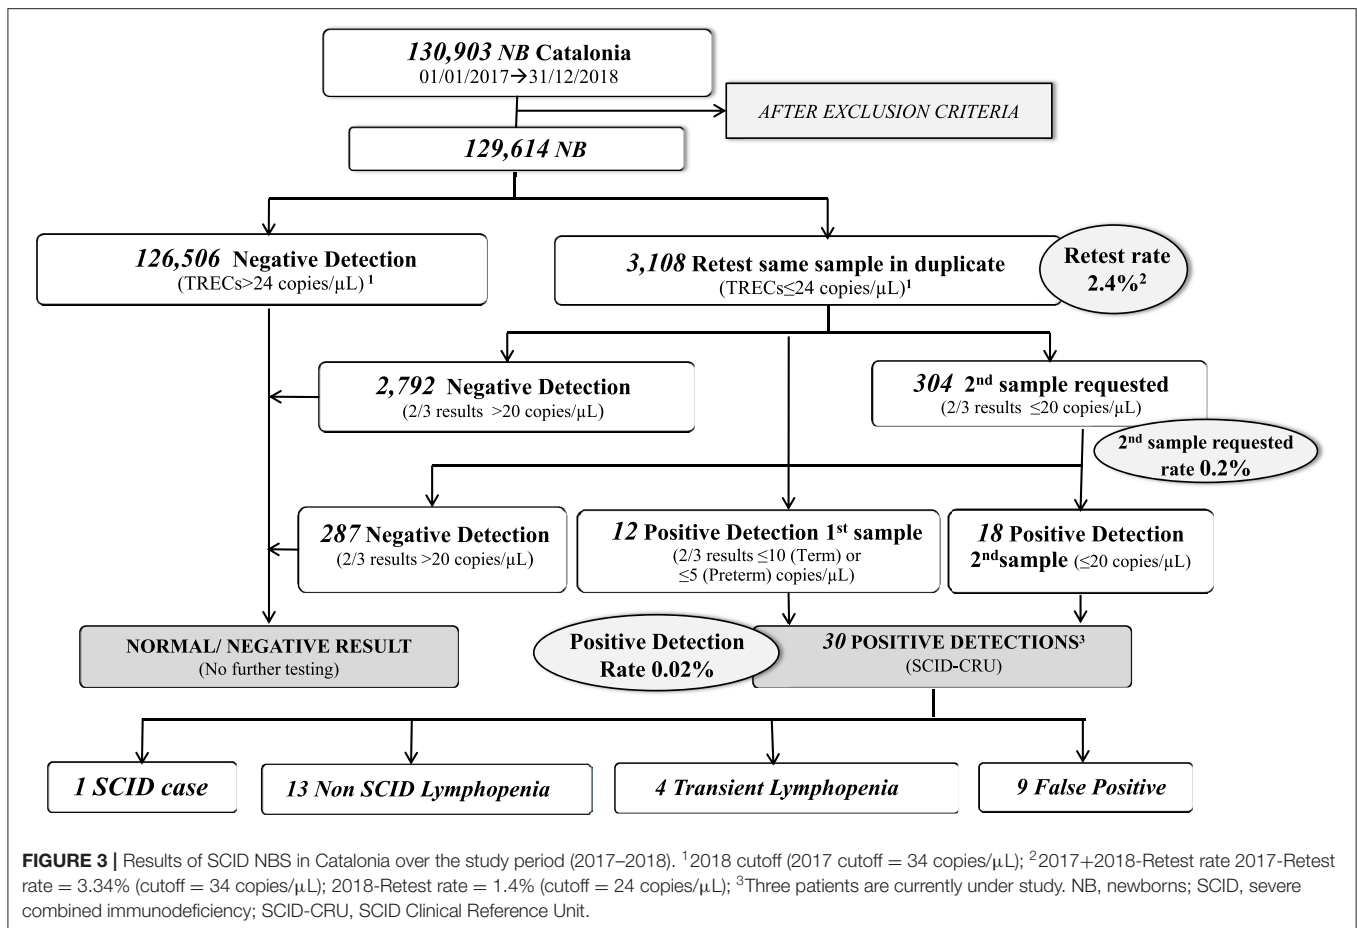 130,903 NB Catalonia
01/01/2017→31/12/2018
AFTER EXCLUSION CRITERIA
129,614 NB
126,506 Negative Detection
(TRECs>24 copies/µL) ¹
3,108 Retest same sample in duplicate
(TRECs≤24 copies/µL)¹
Retest rate
2.4%²
2,792 Negative Detection
(2/3 results >20 copies/µL)
304 2nd sample requested
(2/3 results ≤20 copies/µL)
2nd sample requested
rate 0.2%
287 Negative Detection
(2/3 results >20 copies/µL)
12 Positive Detection 1st sample
(2/3 results ≤10 (Term) or
≤5 (Preterm) copies/µL)
18 Positive Detection
2ndsample (≤20 copies/µL)
NORMAL/ NEGATIVE RESULT
(No further testing)
Positive Detection
Rate 0.02%
30 POSITIVE DETECTIONS³
(SCID-CRU)
1 SCID case
13 Non SCID Lymphopenia
4 Transient Lymphopenia
9 False Positive
FIGURE 3 | Results of SCID NBS in Catalonia over the study period (2017–2018). ¹2018 cutoff (2017 cutoff = 34 copies/µL; ²2017+2018-Retest rate 2017-Retest
rate = 3.34% (cutoff = 34 copies/µL); 2018-Retest rate = 1.4% (cutoff = 24 copies/µL); ³Three patients are currently under study. NB, newborns; SCID, severe
combined immunodeficiency; SCID-CRU, SCID Clinical Reference Unit.